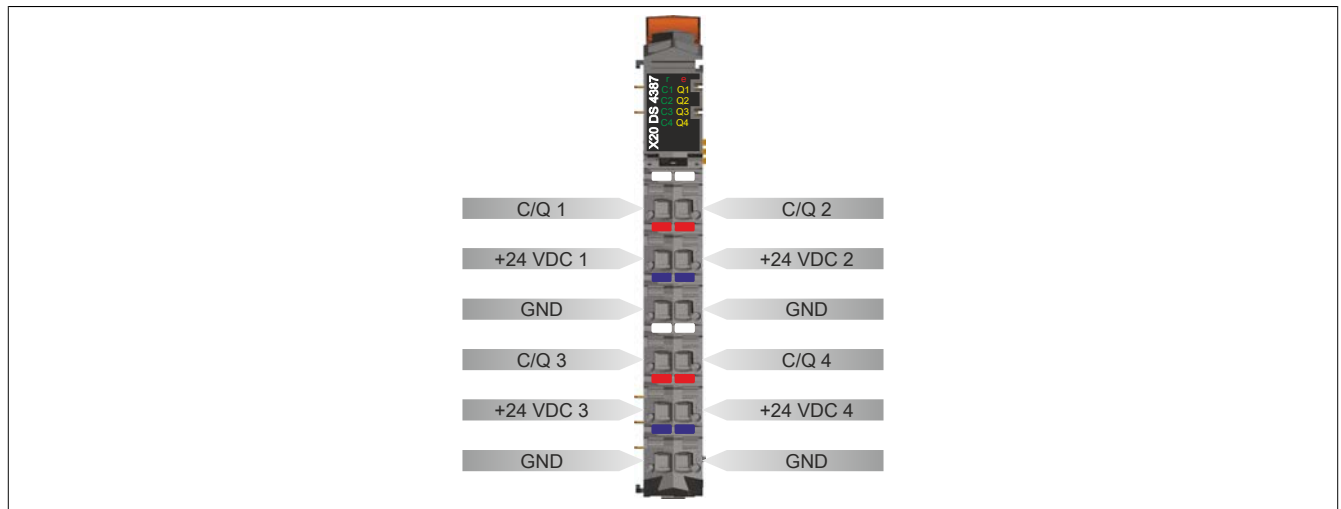 X20 DS 4387
r e
C1 Q1
C2 Q2
C3 Q3
C4 Q4
C/Q 1
C/Q 2
+24 VDC 1
+24 VDC 2
GND
GND
C/Q 3
C/Q 4
+24 VDC 3
+24 VDC 4
GND
GND